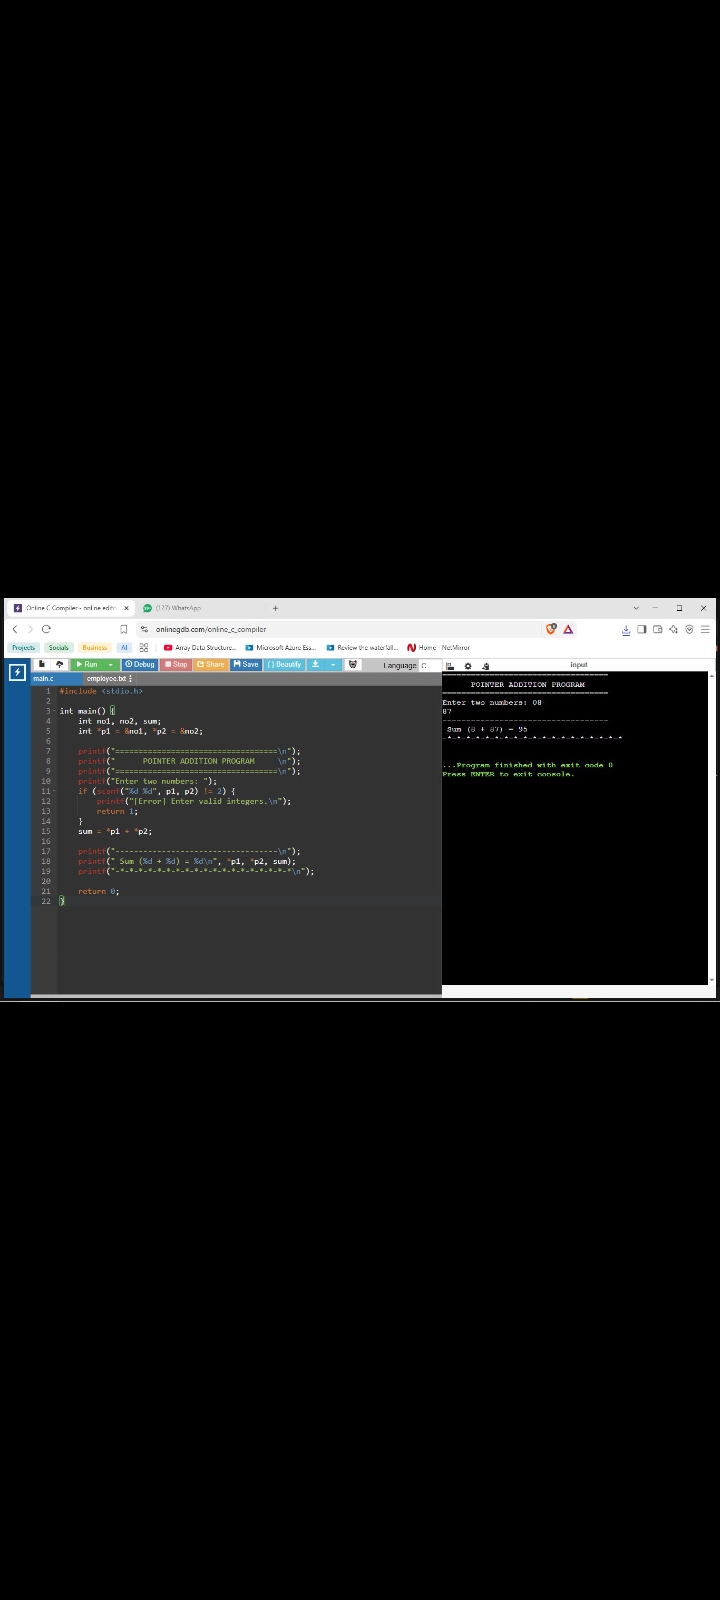 Online C Compiler - online edito
(127) WhatsApp
onlinegdb.com/online_c_compiler
Projects Socials Business AI Array Data Structure... Microsoft Azure Ess... Review the waterfall... Home - NetMirror
Run Debug Stop Share Save { } Beautify Language C
input
main.c employee.txt
1 #include <stdio.h>
2
3 int main() {
4 int no1, no2, sum;
5 int *p1 = &no1, *p2 = &no2;
6
7 printf("===================================\n");
8 printf(" POINTER ADDITION PROGRAM \n");
9 printf("===================================\n");
10 printf("Enter two numbers: ");
11 if (scanf("%d %d", p1, p2) != 2) {
12 printf("[Error] Enter valid integers.\n");
13 return 1;
14 }
15 sum = *p1 + *p2;
16
17 printf("-----------------------------------\n");
18 printf(" Sum (%d + %d) = %d\n", *p1, *p2, sum);
19 printf("-*-*-*-*-*-*-*-*-*-*-*-*-*-*-*-*-*-*-*\n");
20
21 return 0;
22 }
===================================
POINTER ADDITION PROGRAM
===================================
Enter two numbers: 08
87
-----------------------------------
Sum (8 + 87) = 95
-*-*-*-*-*-*-*-*-*-*-*-*-*-*-*-*-*-*-*
...Program finished with exit code 0
Press ENTER to exit console.